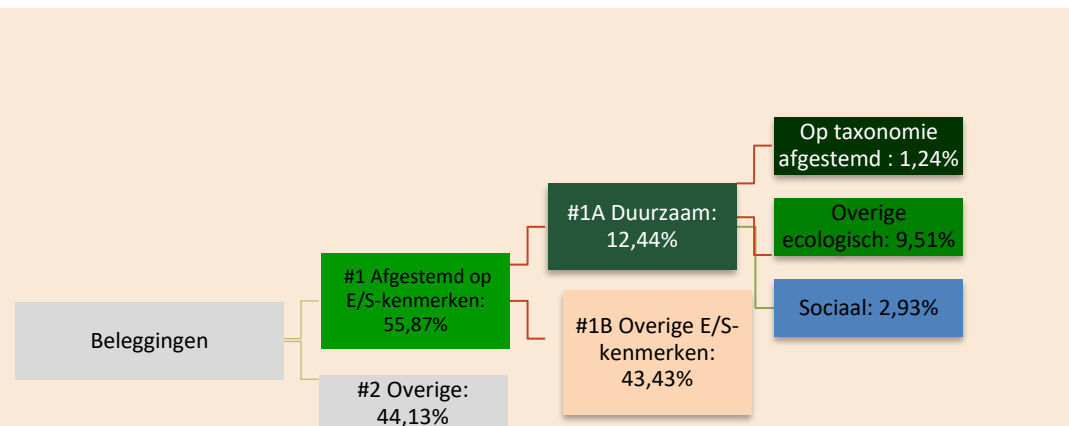 Beleggingen
#1 Afgestemd op
E/S-kenmerken:
55,87%
#2 Overige:
44,13%
#1A Duurzaam:
12,44%
#1B Overige E/S-
kenmerken:
43,43%
Op taxonomie
afgestemd : 1,24%
Overige
ecologisch: 9,51%
Sociaal: 2,93%